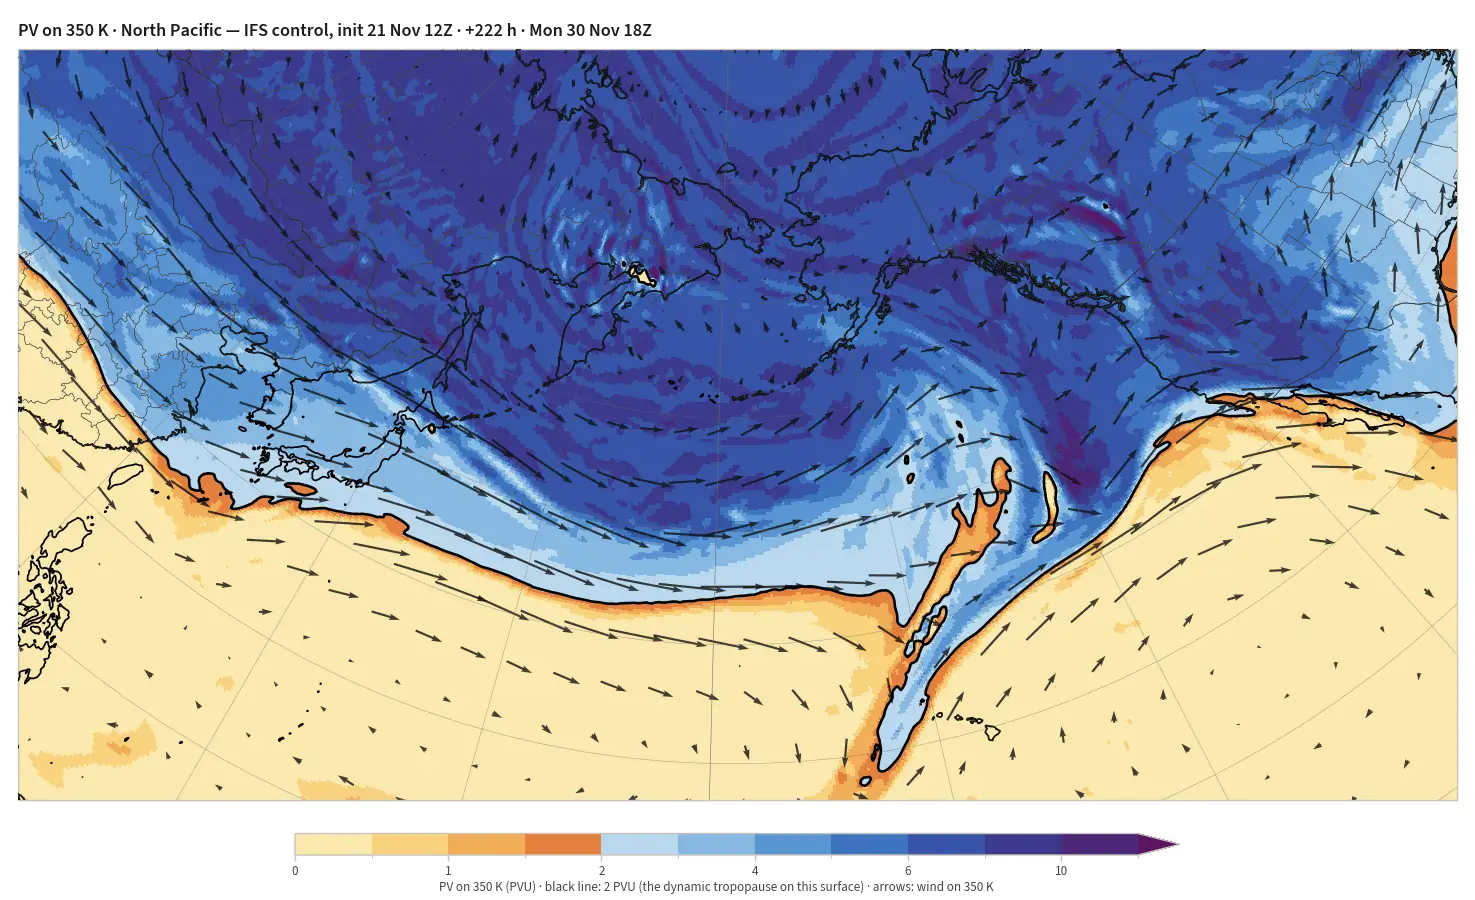 PV on 350 K · North Pacific — IFS control, init 21 Nov 12Z · +222 h · Mon 30 Nov 18Z
0 1 2 4 6 10
PV on 350 K (PVU) · black line: 2 PVU (the dynamic tropopause on this surface) · arrows: wind on 350 K